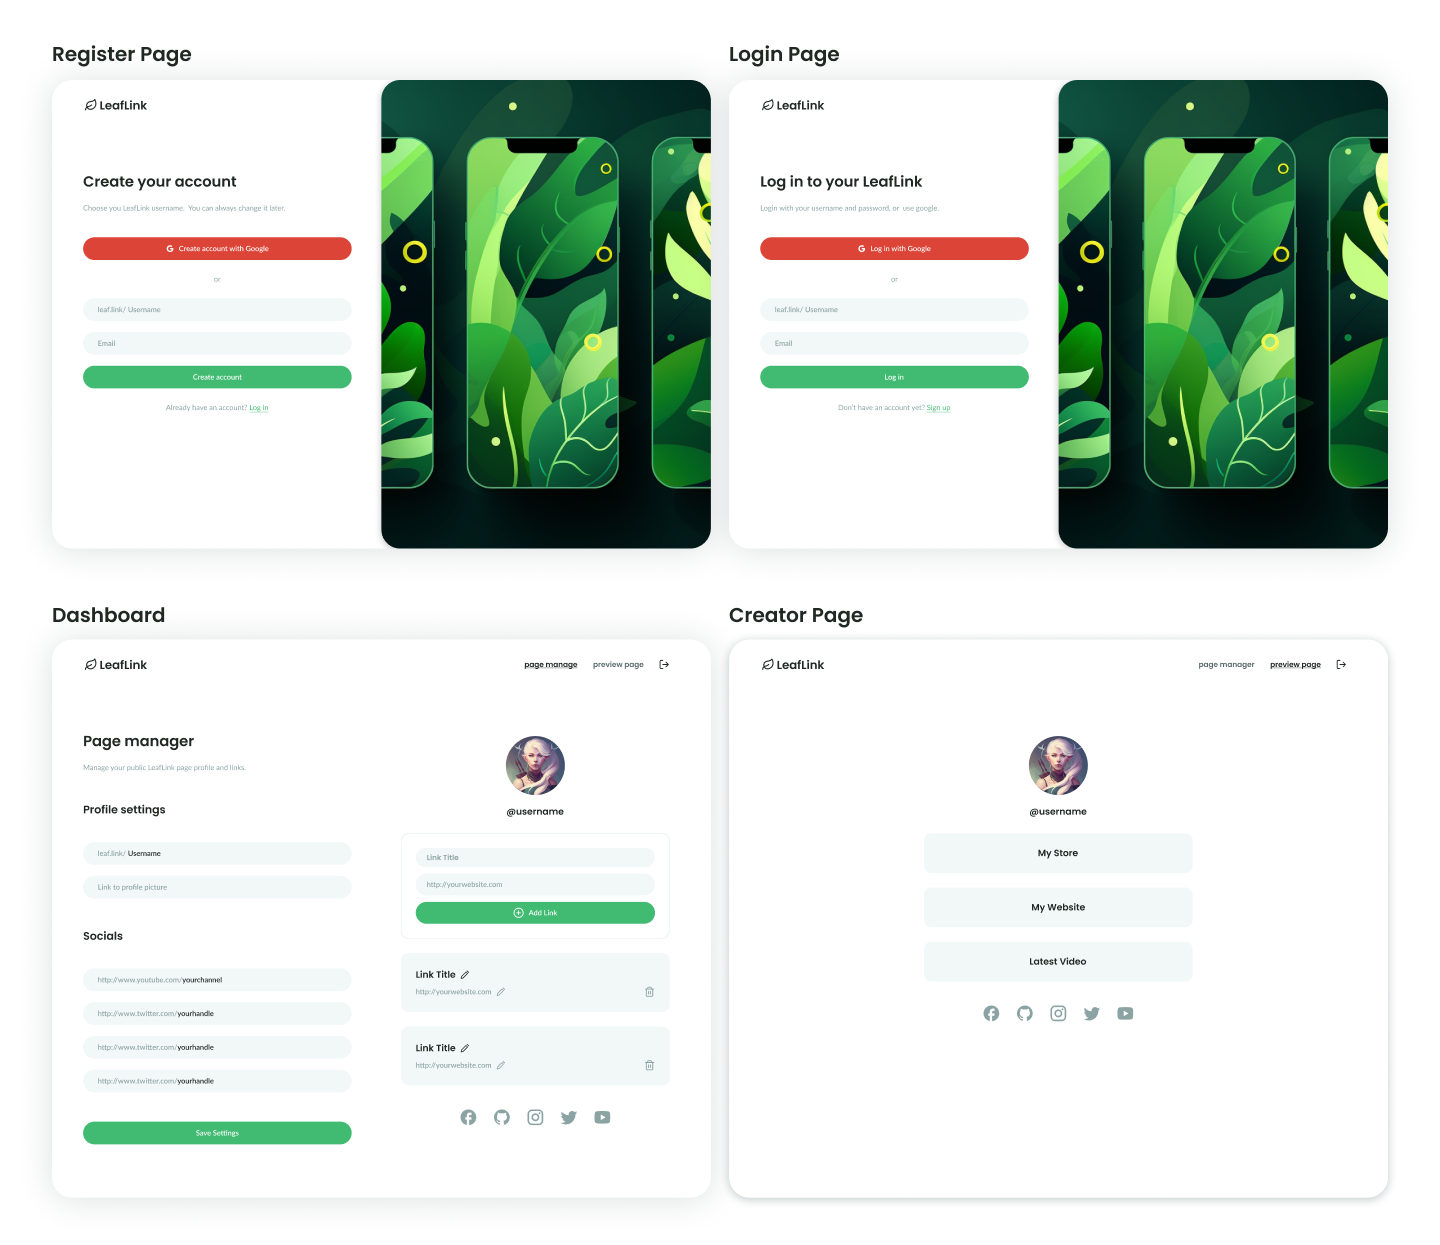 Register Page
LeafLink
Create your account
Choose you LeafLink username.  You can always change it later.
Create account with Google
or
leaf.link/ Username
Email
Create account
Already have an account? Log in
Login Page
LeafLink
Log in to your LeafLink
Login with your username and password, or  use google.
Log in with Google
or
leaf.link/ Username
Email
Log in
Don't have an account yet? Sign up
Dashboard
LeafLink
page manage
preview page
Page manager
Manage your public LeafLink page profile and links.
Profile settings
leaf.link/ Username
Link to profile picture
Socials
http://www.youtube.com/yourchannel
http://www.twitter.com/yourhandle
http://www.twitter.com/yourhandle
http://www.twitter.com/yourhandle
Save Settings
@username
Link Title
http://yourwebsite.com
Add Link
Link Title
http://yourwebsite.com
Link Title
http://yourwebsite.com
Creator Page
LeafLink
page manager
preview page
@username
My Store
My Website
Latest Video